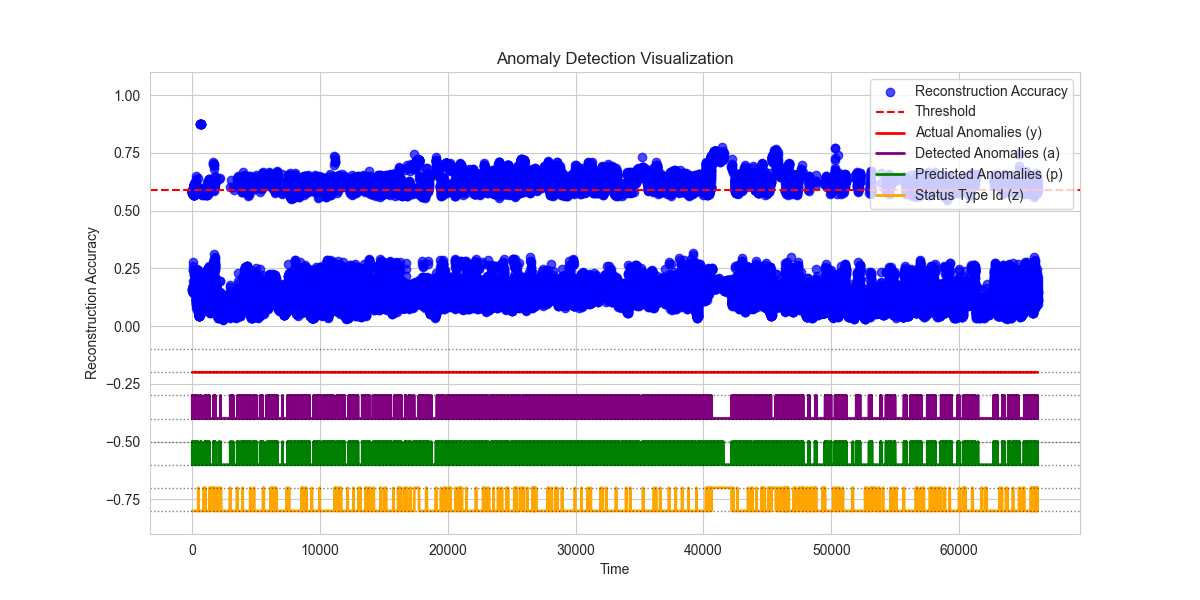 Anomaly Detection Visualization
Reconstruction Accuracy
1.00
0.75
0.50
0.25
0.00
−0.25
−0.50
−0.75
Reconstruction Accuracy
Threshold
Actual Anomalies (y)
Detected Anomalies (a)
Predicted Anomalies (p)
Status Type Id (z)
0
10000
20000
30000
40000
50000
60000
Time